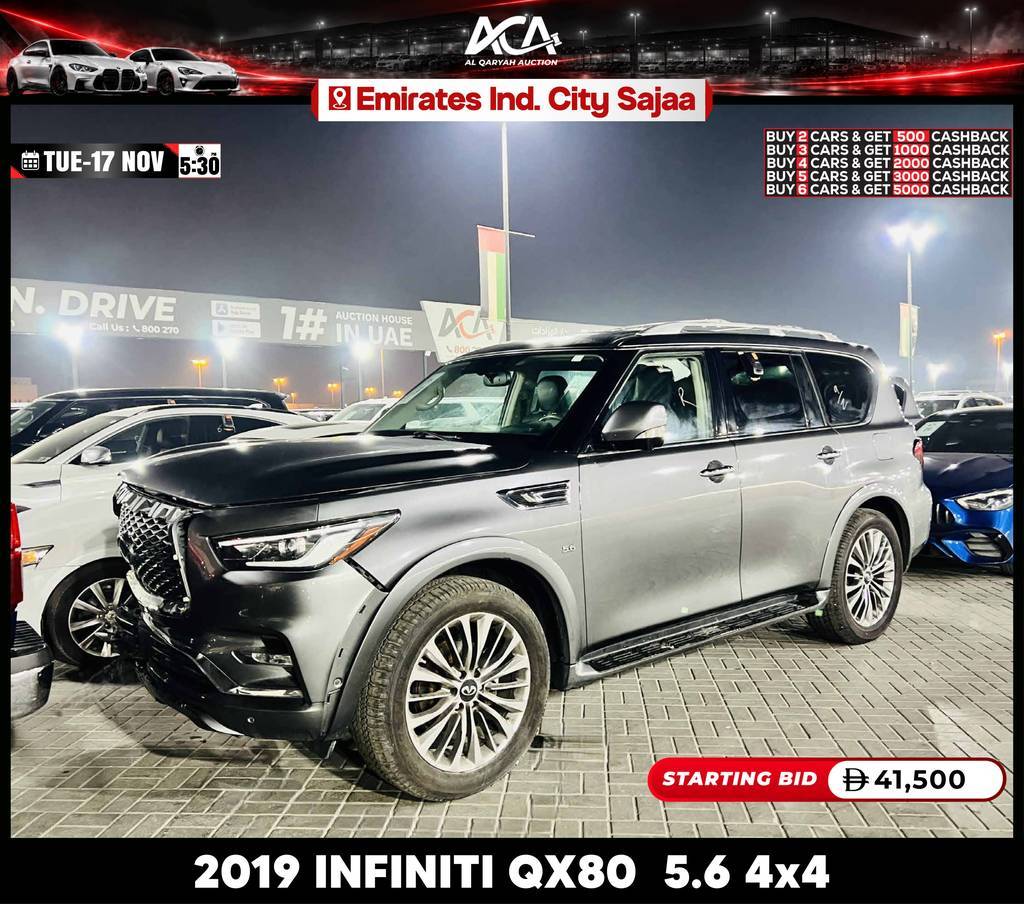 ACA
AL QARYAH AUCTION
Emirates Ind. City Sajaa
TUE-17 NOV 5:30
BUY 2 CARS & GET 500 CASHBACK
BUY 3 CARS & GET 1000 CASHBACK
BUY 4 CARS & GET 2000 CASHBACK
BUY 5 CARS & GET 3000 CASHBACK
BUY 6 CARS & GET 5000 CASHBACK
N. DRIVE
Call Us : 800 270
1# AUCTION HOUSE
IN UAE
ACA
5.6
STARTING BID 41,500
2019 INFINITI QX80 5.6 4x4